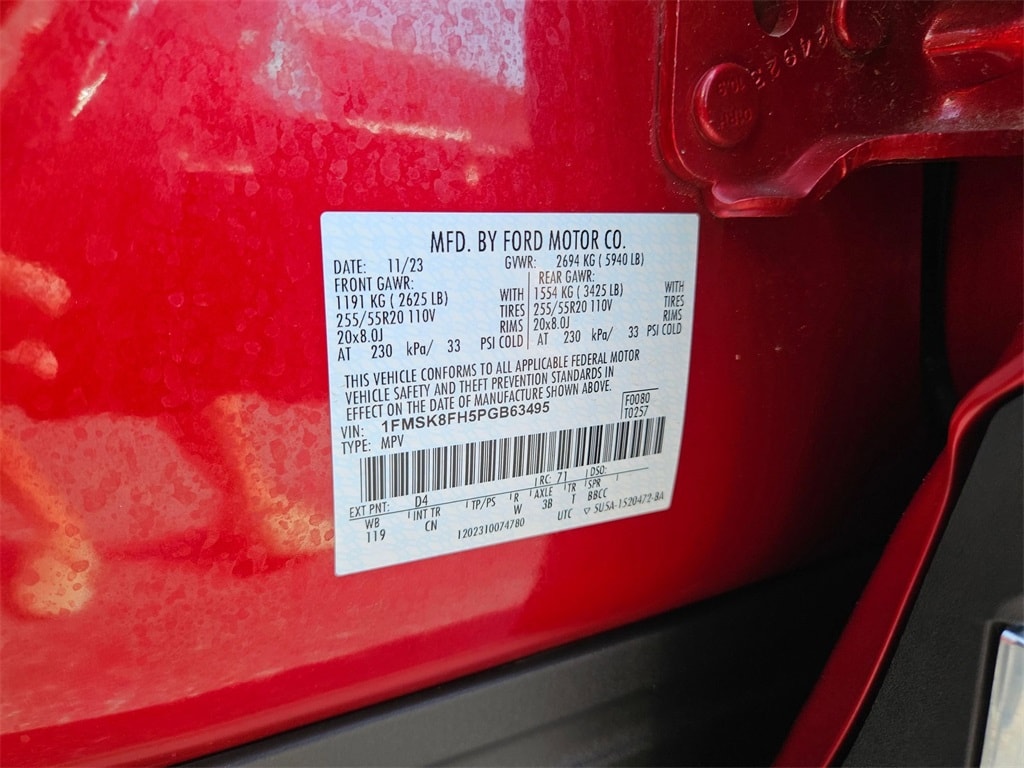 MFD. BY FORD MOTOR CO.
DATE: 11/23 GVWR: 2694 KG ( 5940 LB)
FRONT GAWR: REAR GAWR:
1191 KG ( 2625 LB) WITH 1554 KG ( 3425 LB) WITH
255/55R20 110V TIRES 255/55R20 110V TIRES
20x8.0J RIMS 20x8.0J RIMS
AT 230 kPa/ 33 PSI COLD AT 230 kPa/ 33 PSI COLD
THIS VEHICLE CONFORMS TO ALL APPLICABLE FEDERAL MOTOR
VEHICLE SAFETY AND THEFT PREVENTION STANDARDS IN
EFFECT ON THE DATE OF MANUFACTURE SHOWN ABOVE.
VIN: 1FMSK8FH5PGB63495 F0080
TYPE: MPV T0257
EXT PNT: D4 RC: 71 DSO:
WB INT TR TP/PS R AXLE TR SPR
119 CN W 3B T BBCC
1202310074780 UTC ▽ SU5A-1520472-BA